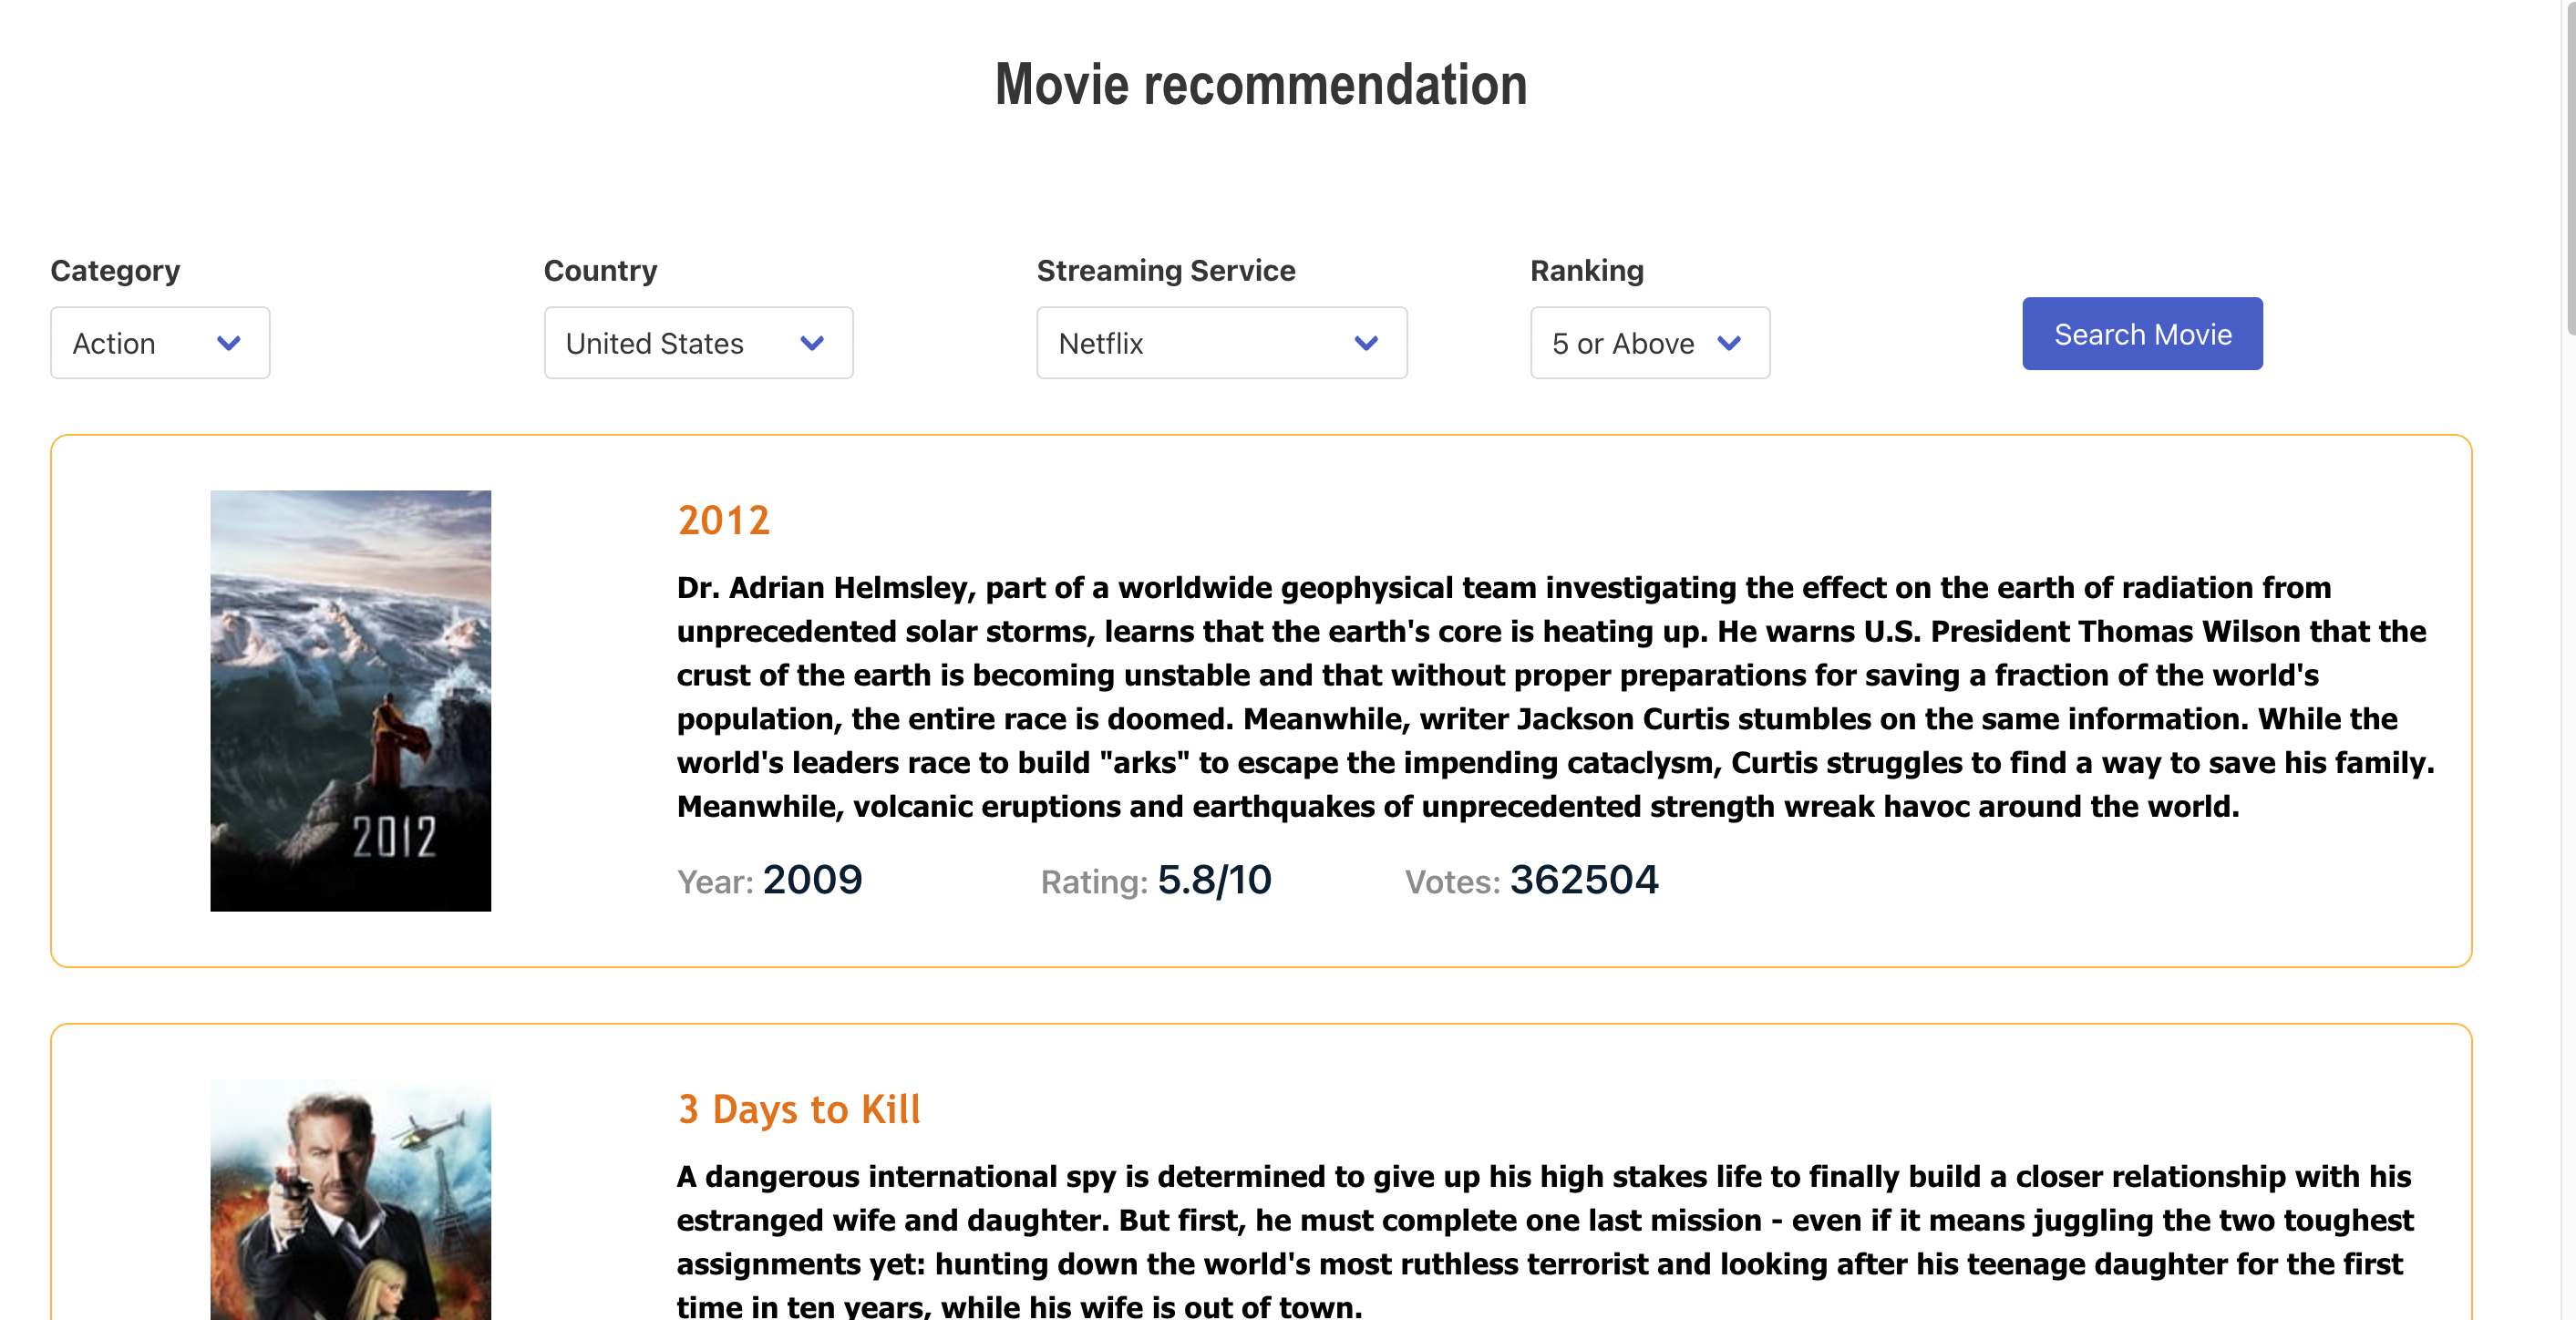 Movie recommendation
Category
Country
Streaming Service
Ranking
Action
United States
Netflix
5 or Above
Search Movie
2012
2012
Dr. Adrian Helmsley, part of a worldwide geophysical team investigating the effect on the earth of radiation from
unprecedented solar storms, learns that the earth's core is heating up. He warns U.S. President Thomas Wilson that the
crust of the earth is becoming unstable and that without proper preparations for saving a fraction of the world's
population, the entire race is doomed. Meanwhile, writer Jackson Curtis stumbles on the same information. While the
world's leaders race to build "arks" to escape the impending cataclysm, Curtis struggles to find a way to save his family.
Meanwhile, volcanic eruptions and earthquakes of unprecedented strength wreak havoc around the world.
Year: 2009
Rating: 5.8/10
Votes: 362504
3 Days to Kill
A dangerous international spy is determined to give up his high stakes life to finally build a closer relationship with his
estranged wife and daughter. But first, he must complete one last mission - even if it means juggling the two toughest
assignments yet: hunting down the world's most ruthless terrorist and looking after his teenage daughter for the first
time in ten years, while his wife is out of town.